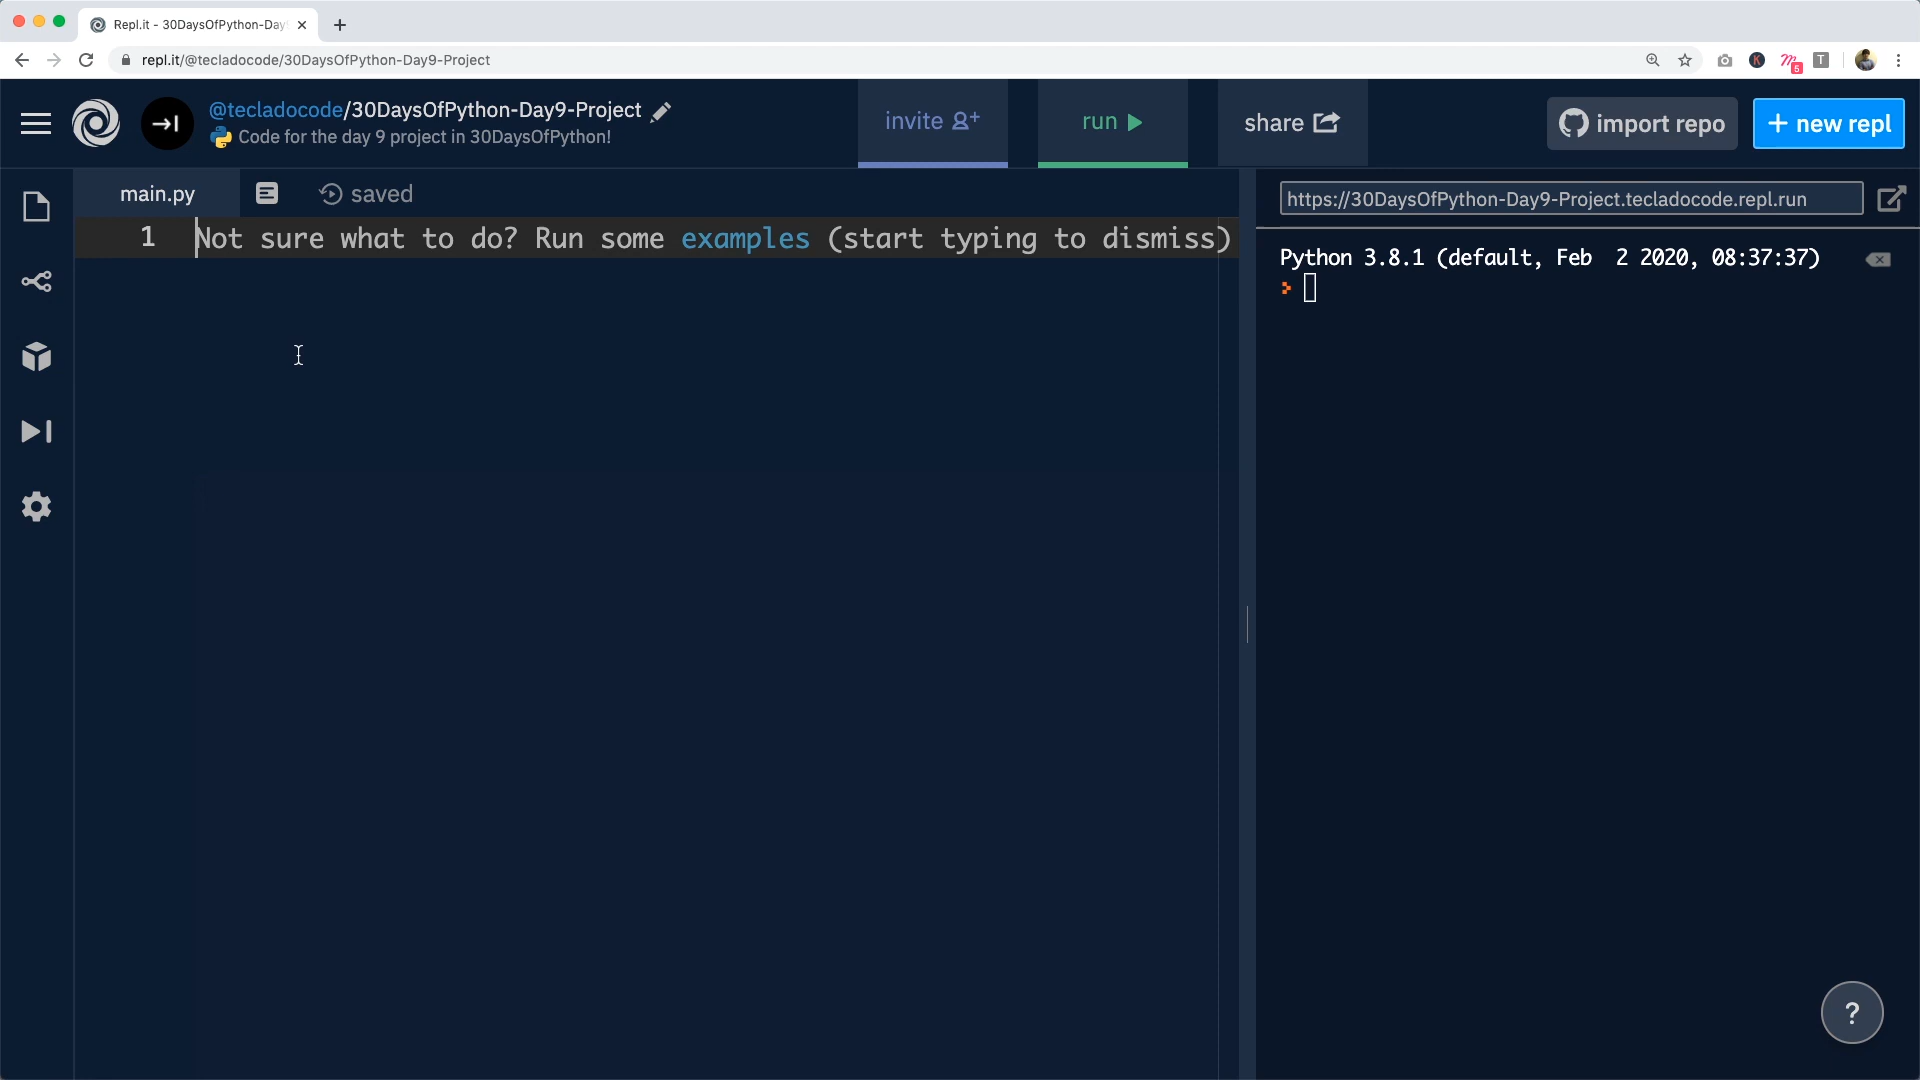 Repl.it - 30DaysOfPython-Day
repl.it/@tecladocode/30DaysOfPython-Day9-Project
K
5
T
@tecladocode/30DaysOfPython-Day9-Project
Code for the day 9 project in 30DaysOfPython!
invite
run
share
import repo
+ new repl
main.py
saved
https://30DaysOfPython-Day9-Project.tecladocode.repl.run
1
Not sure what to do? Run some examples (start typing to dismiss)
Python 3.8.1 (default, Feb  2 2020, 08:37:37)
?